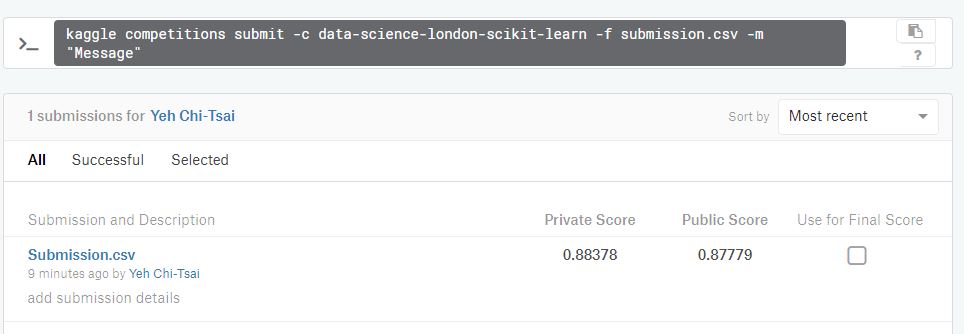 kaggle competitions submit -c data-science-london-scikit-learn -f submission.csv -m
"Message"
?
1 submissions for Yeh Chi-Tsai
Sort by Most recent
All Successful Selected
Submission and Description Private Score Public Score Use for Final Score
Submission.csv 0.88378 0.87779
9 minutes ago by Yeh Chi-Tsai
add submission details